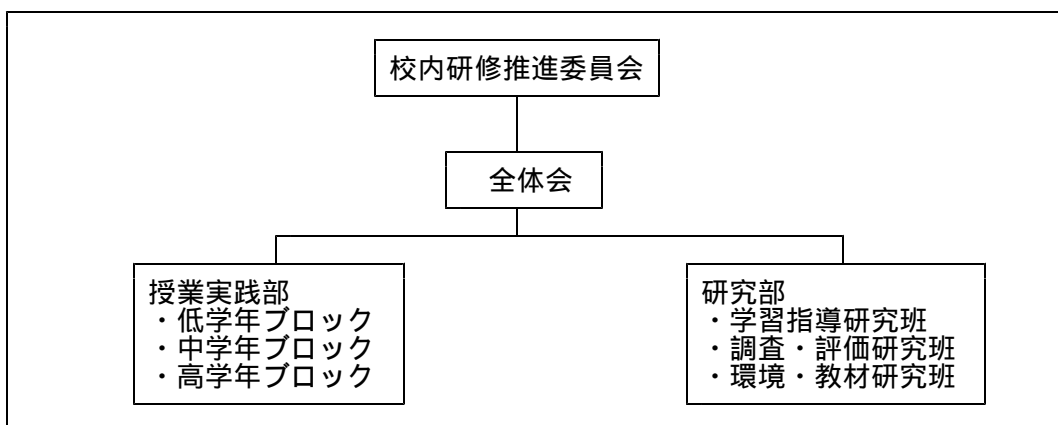 校内研修推進委員会
全体会
授業実践部
・低学年ブロック
・中学年ブロック
・高学年ブロック
研究部
・学習指導研究班
・調査・評価研究班
・環境・教材研究班